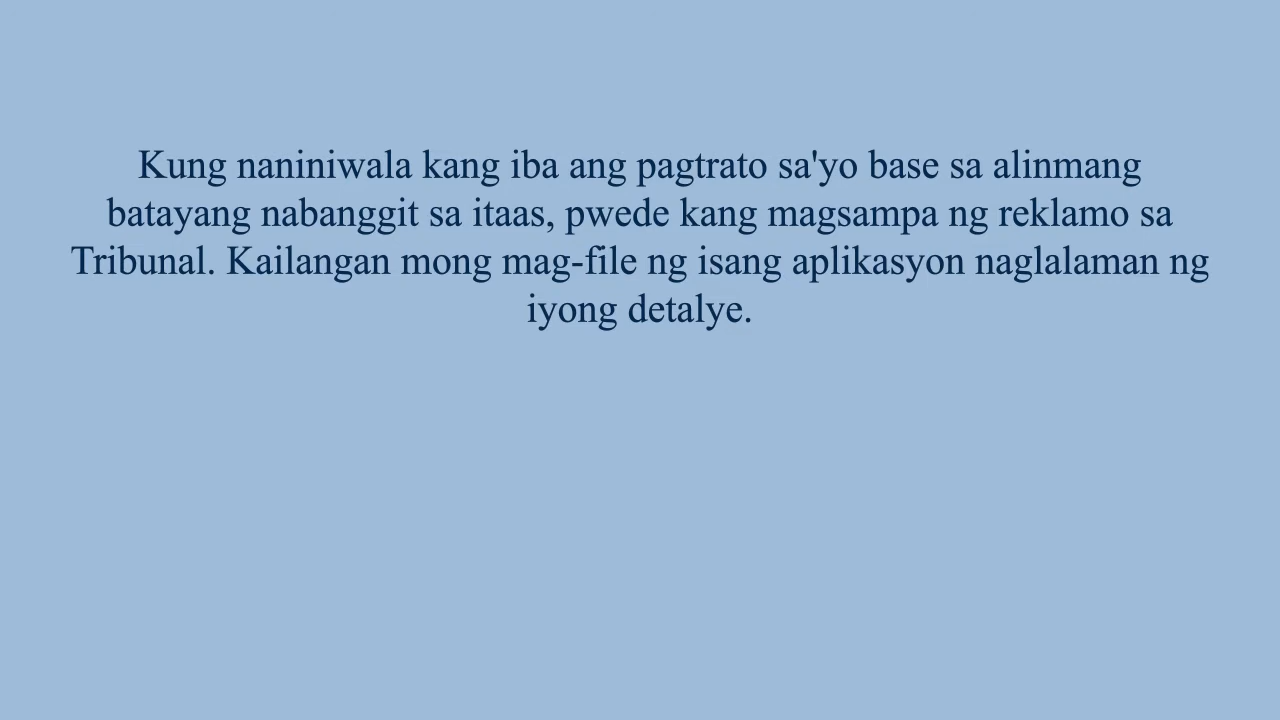 Kung naniniwala kang iba ang pagtrato sa'yo base sa alinmang
batayang nabanggit sa itaas, pwede kang magsampa ng reklamo sa
Tribunal. Kailangan mong mag-file ng isang aplikasyon naglalaman ng
iyong detalye.